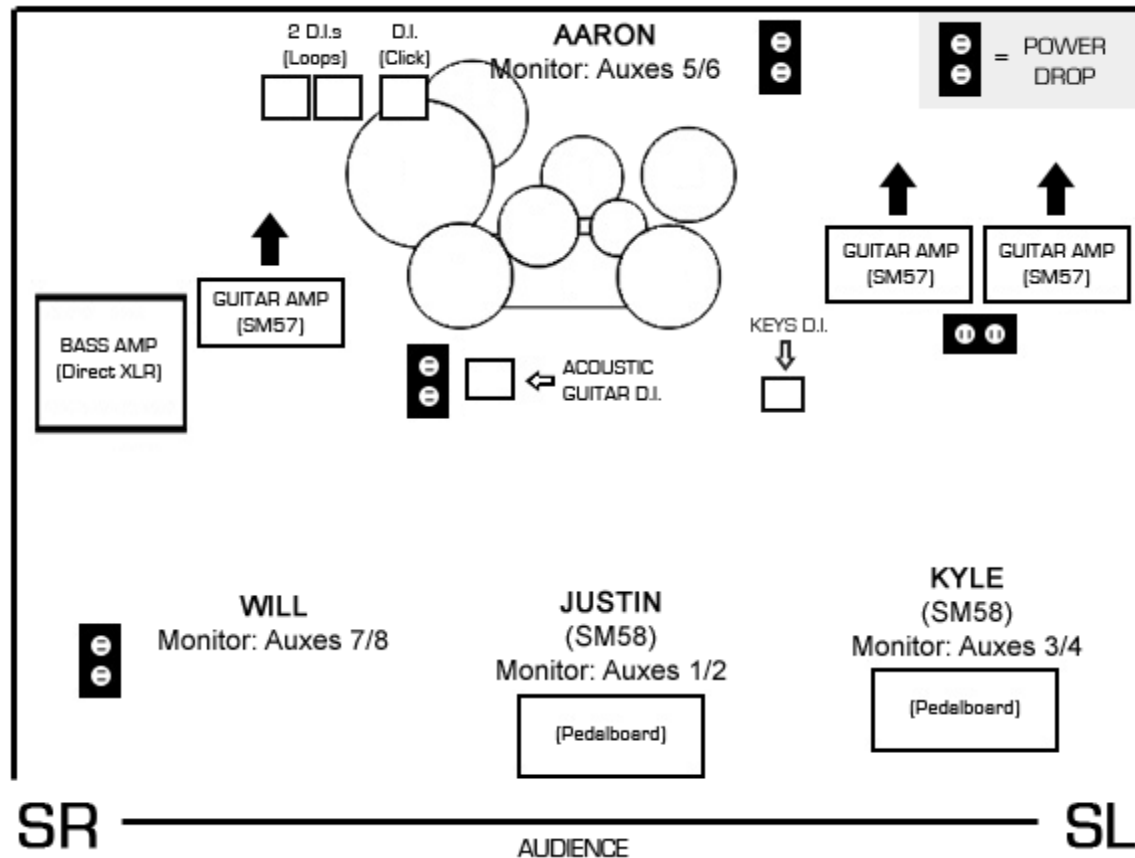 2 D.I.s
(Loops)
D.I.
(Click)
AARON
Monitor: Auxes 5/6
= POWER
DROP
GUITAR AMP
(SM57)
GUITAR AMP
(SM57)
GUITAR AMP
(SM57)
BASS AMP
(Direct XLR)
ACOUSTIC
GUITAR D.I.
KEYS D.I.
WILL
Monitor: Auxes 7/8
JUSTIN
(SM58)
Monitor: Auxes 1/2
(Pedalboard)
KYLE
(SM58)
Monitor: Auxes 3/4
(Pedalboard)
SR
SL
AUDIENCE